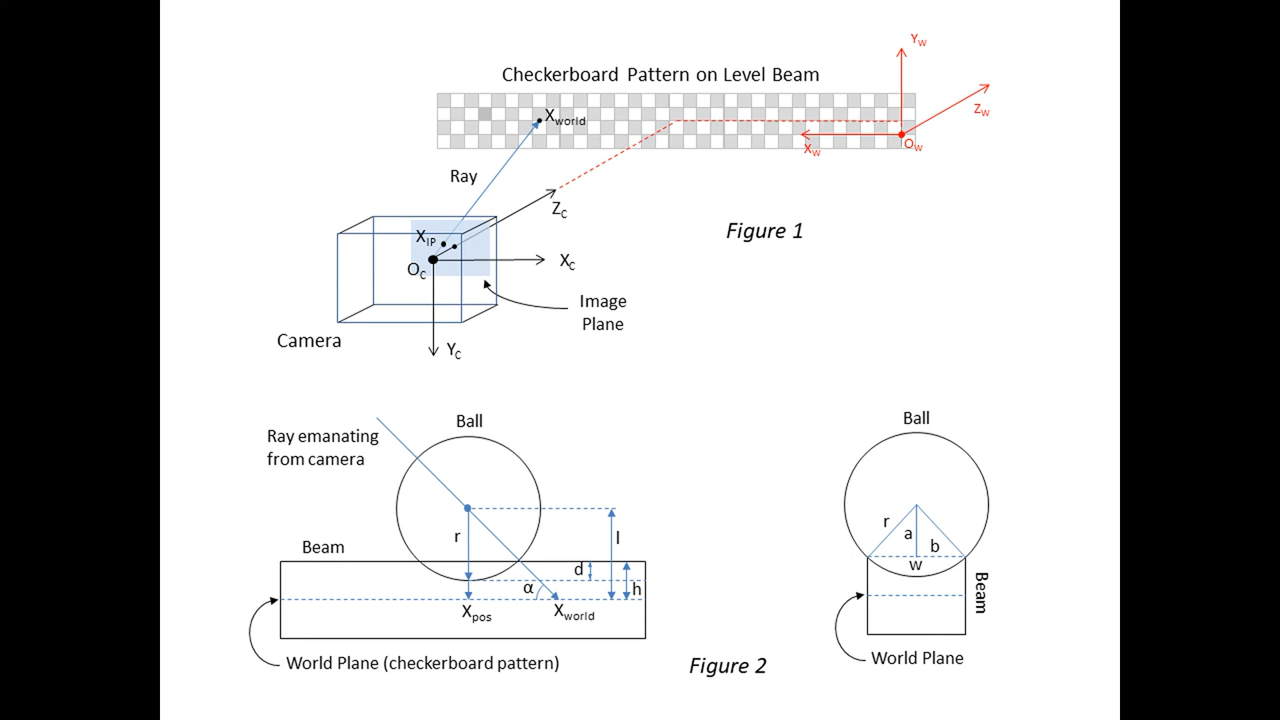 Y_W
Checkerboard Pattern on Level Beam
Z_W
X_world
X_W
O_W
Ray
Z_C
X_IP
Figure 1
O_C
X_C
Image
Plane
Camera
Y_C
Ball
Ball
Ray emanating
from camera
r
a
r
l
b
Beam
w
d
α
h
Beam
X_pos
X_world
World Plane (checkerboard pattern)
Figure 2
World Plane